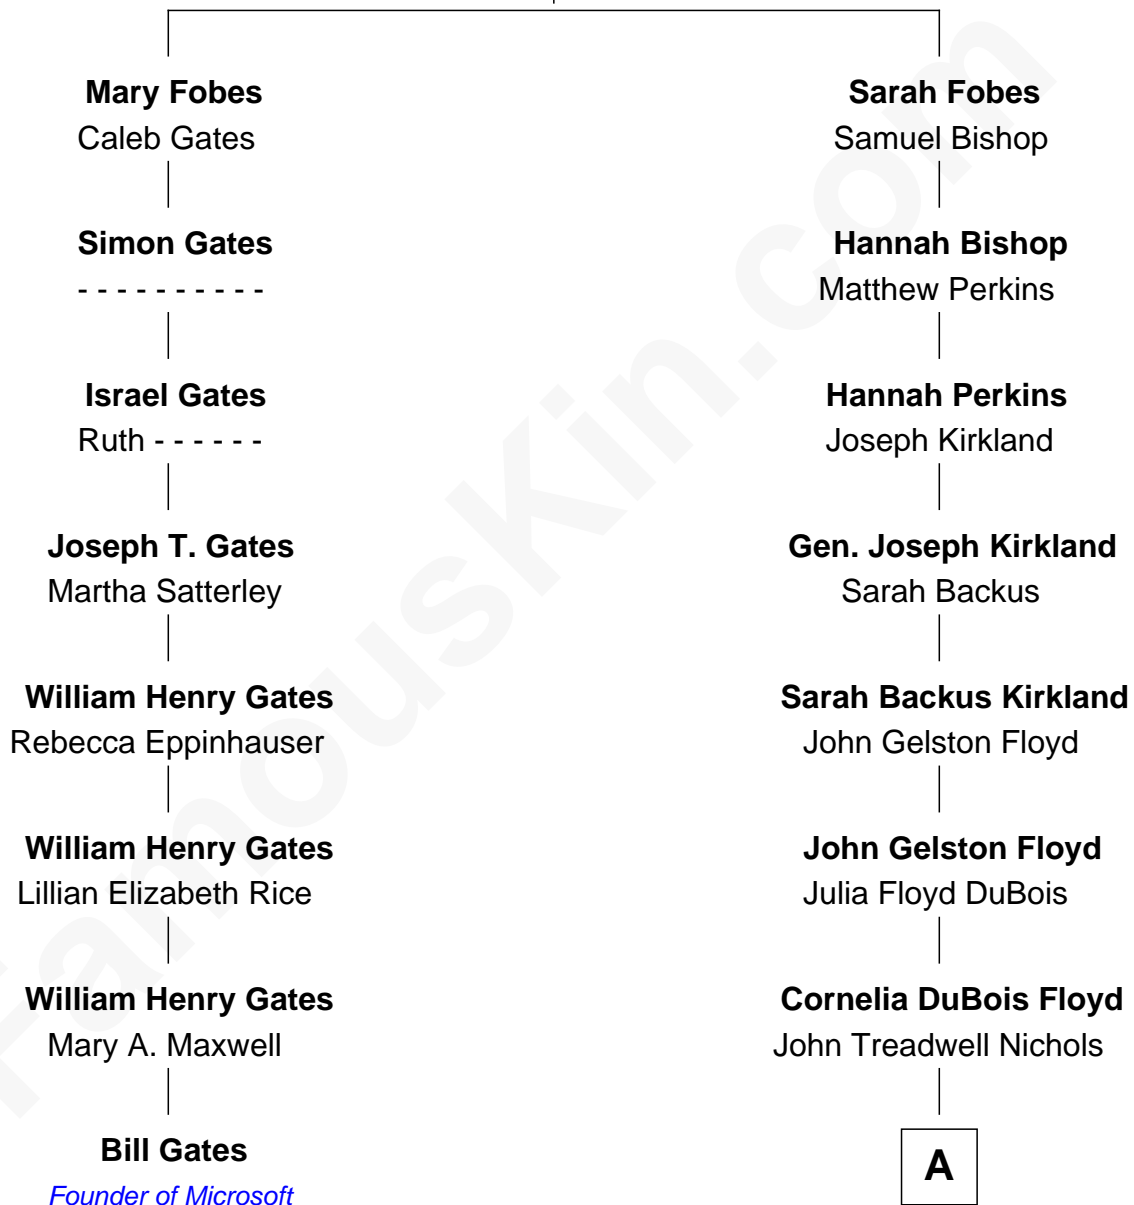 Mary Fobes
Caleb Gates
Simon Gates
- - - - - - - - - -
Israel Gates
Ruth - - - - - -
Joseph T. Gates
Martha Satterley
William Henry Gates
Rebecca Eppinhauser
William Henry Gates
Lillian Elizabeth Rice
William Henry Gates
Mary A. Maxwell
Bill Gates
Founder of Microsoft
Sarah Fobes
Samuel Bishop
Hannah Bishop
Matthew Perkins
Hannah Perkins
Joseph Kirkland
Gen. Joseph Kirkland
Sarah Backus
Sarah Backus Kirkland
John Gelston Floyd
John Gelston Floyd
Julia Floyd DuBois
Cornelia DuBois Floyd
John Treadwell Nichols
A
FamousKin.com